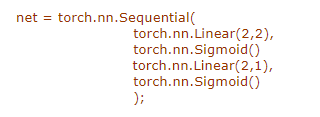 net = torch.nn.Sequential(
torch.nn.Linear(2,2),
torch.nn.Sigmoid()
torch.nn.Linear(2,1),
torch.nn.Sigmoid()
);